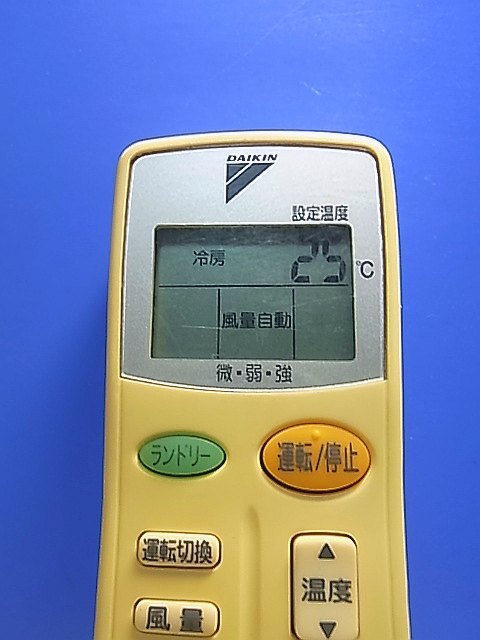 DAIKIN
設定温度
冷房
25 ℃
風量自動
微・弱・強
ランドリー
運転/停止
運転切換
▲
温度
風量
▼